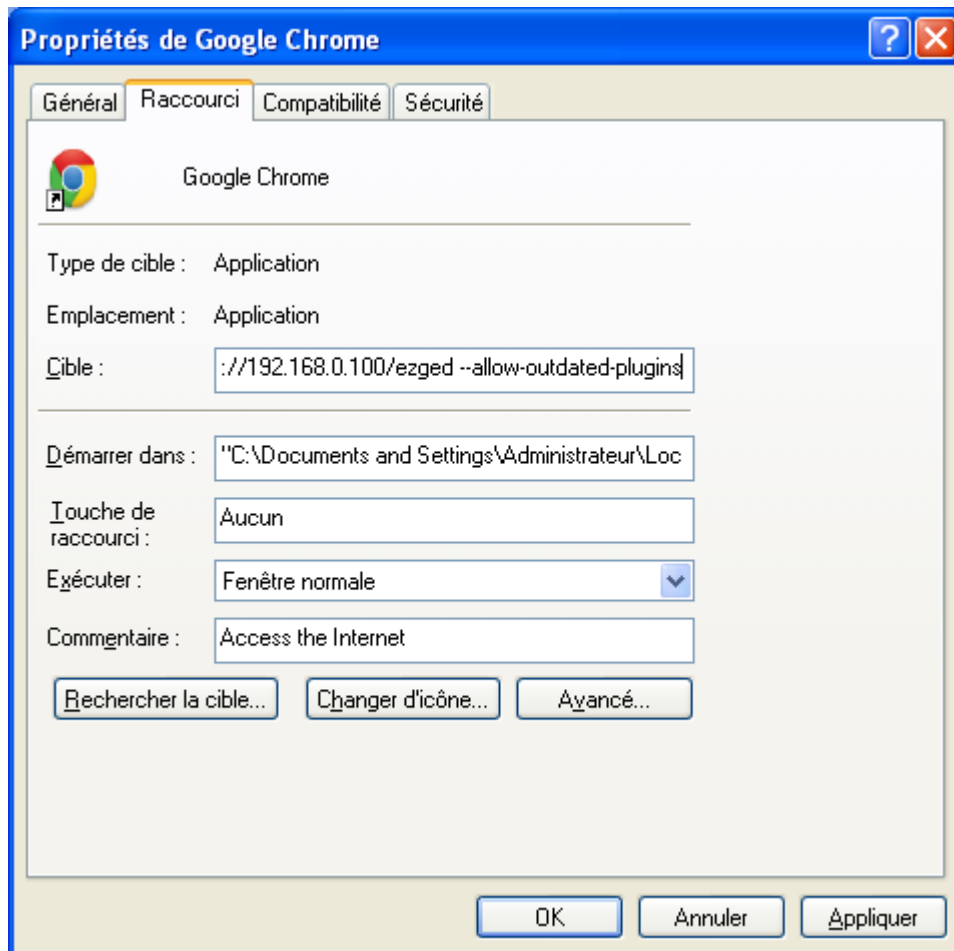 Propriétés de Google Chrome
Général Raccourci Compatibilité Sécurité
Google Chrome
Type de cible : Application
Emplacement : Application
Cible : ://192.168.0.100/ezged --allow-outdated-plugins
Démarrer dans : "C:\Documents and Settings\Administrateur\Loc
Touche de
raccourci : Aucun
Exécuter : Fenêtre normale
Commentaire : Access the Internet
Rechercher la cible... Changer d'icône... Avancé...
OK Annuler Appliquer